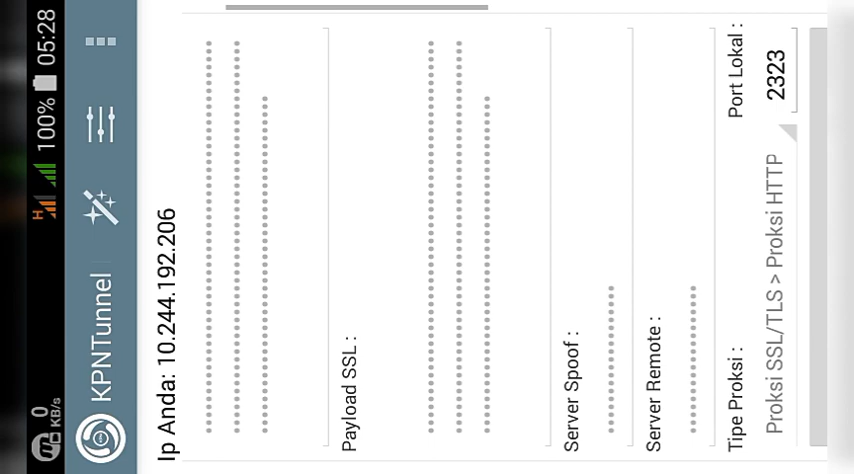 0
KB/s
H
100%
05:28
KPNTunnel
Ip Anda: 10.244.192.206
Payload SSL :
Server Spoof :
Server Remote :
Tipe Proksi :
Port Lokal :
Proksi SSL/TLS > Proksi HTTP
2323